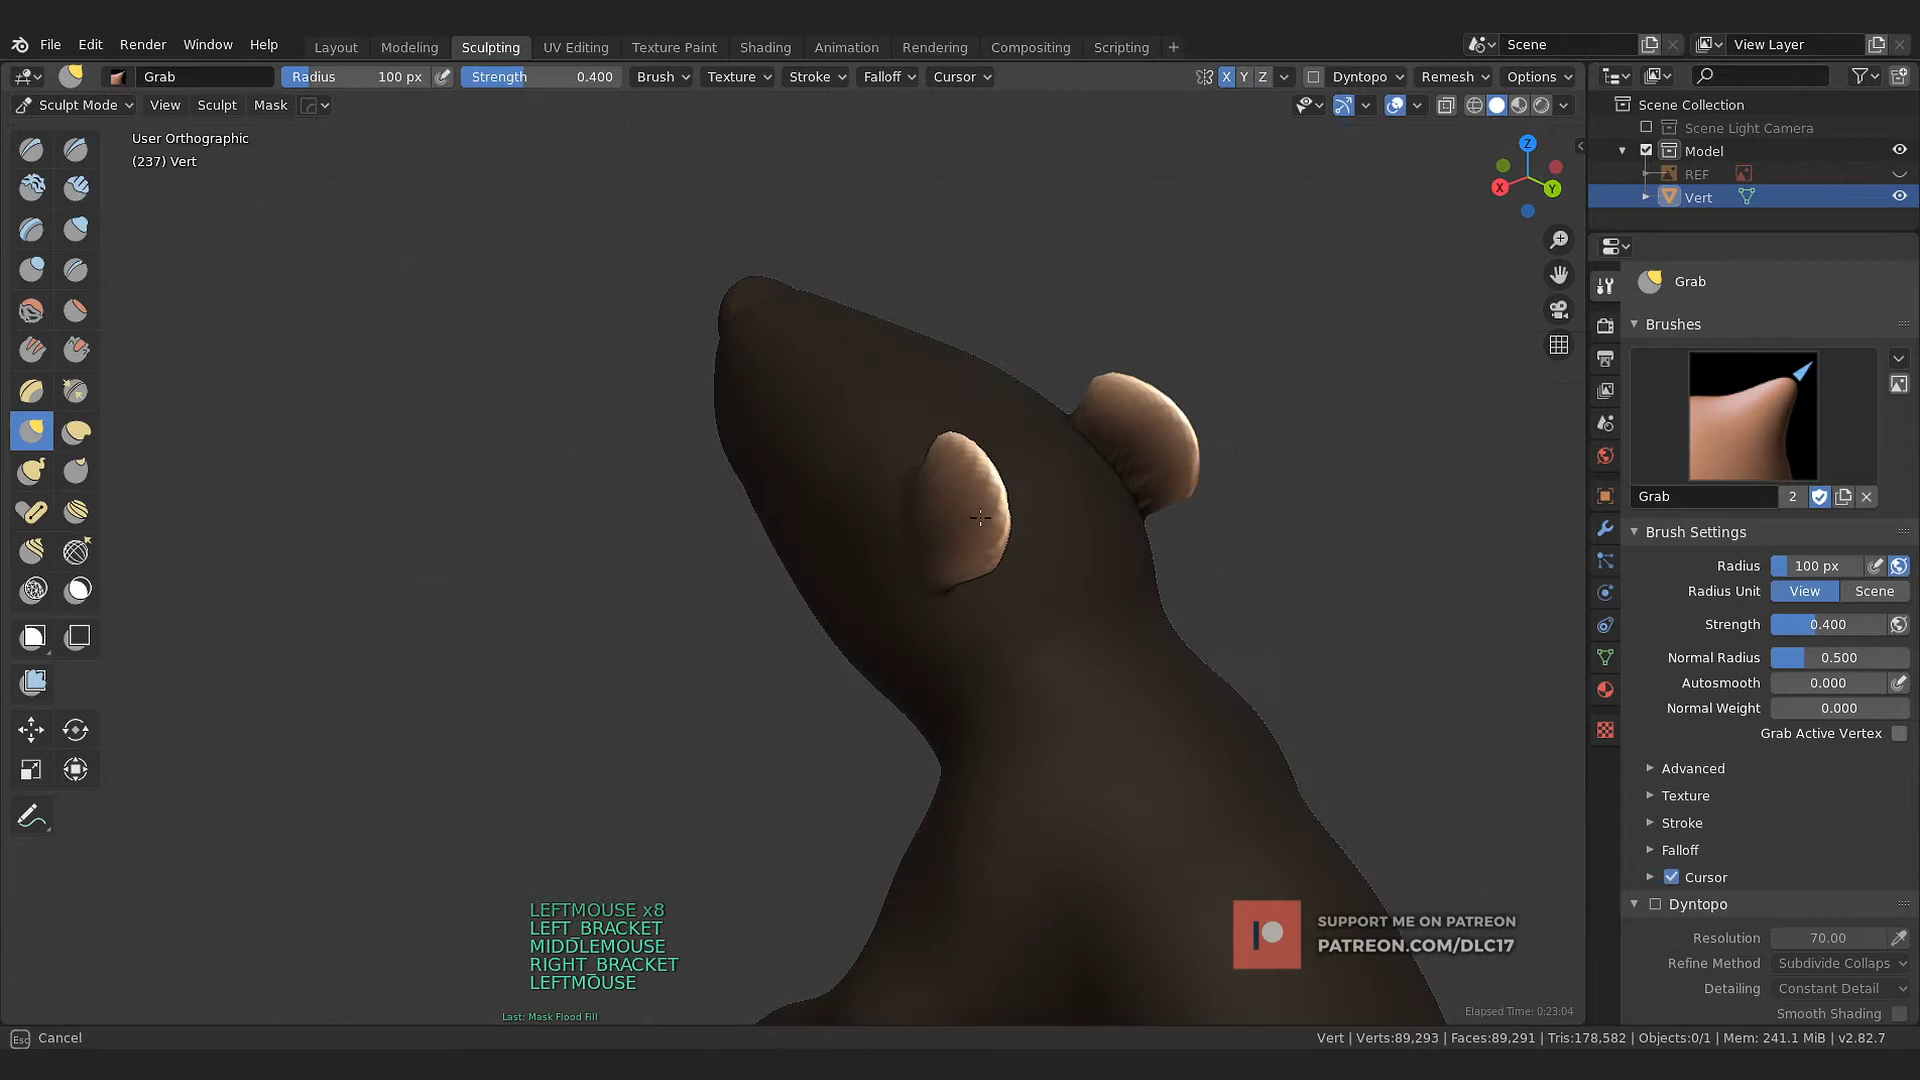 File Edit Render Window Help Layout Modeling Sculpting UV Editing Texture Paint Shading Animation Rendering Compositing Scripting + Scene View Layer
Grab Radius 100 px Strength 0.400 Brush Texture Stroke Falloff Cursor X Y Z Dyntopo Remesh Options
Sculpt Mode View Sculpt Mask
User Orthographic
(237) Vert
Z
X
Y
Scene Collection
Scene Light Camera
Model
REF
Vert
Grab
Brushes
Grab 2
Brush Settings
Radius 100 px
Radius Unit View Scene
Strength 0.400
Normal Radius 0.500
Autosmooth 0.000
Normal Weight 0.000
Grab Active Vertex
Advanced
Texture
Stroke
Falloff
Cursor
Dyntopo
Resolution 70.00
Refine Method Subdivide Collaps
Detailing Constant Detail
Smooth Shading
LEFTMOUSE x8
LEFT_BRACKET
MIDDLEMOUSE
RIGHT_BRACKET
LEFTMOUSE
Last: Mask Flood Fill
SUPPORT ME ON PATREON
PATREON.COM/DLC17
Elapsed Time: 0:23:04
Esc Cancel
Vert | Verts:89,293 | Faces:89,291 | Tris:178,582 | Objects:0/1 | Mem: 241.1 MiB | v2.82.7